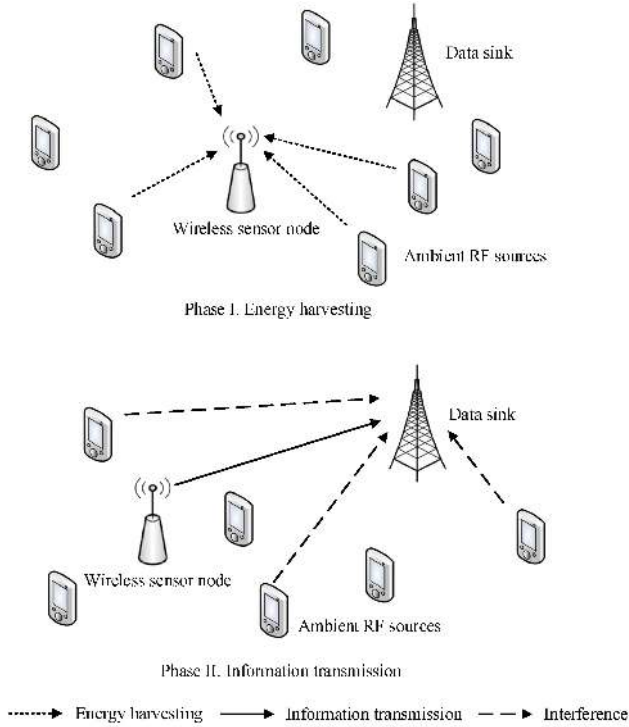 Data sink
Wireless sensor node
Ambient RF sources
Phase I. Energy harvesting
Data sink
Wireless sensor node
Ambient RF sources
Phase II. Information transmission
Energy harvesting
Information transmission
Interference